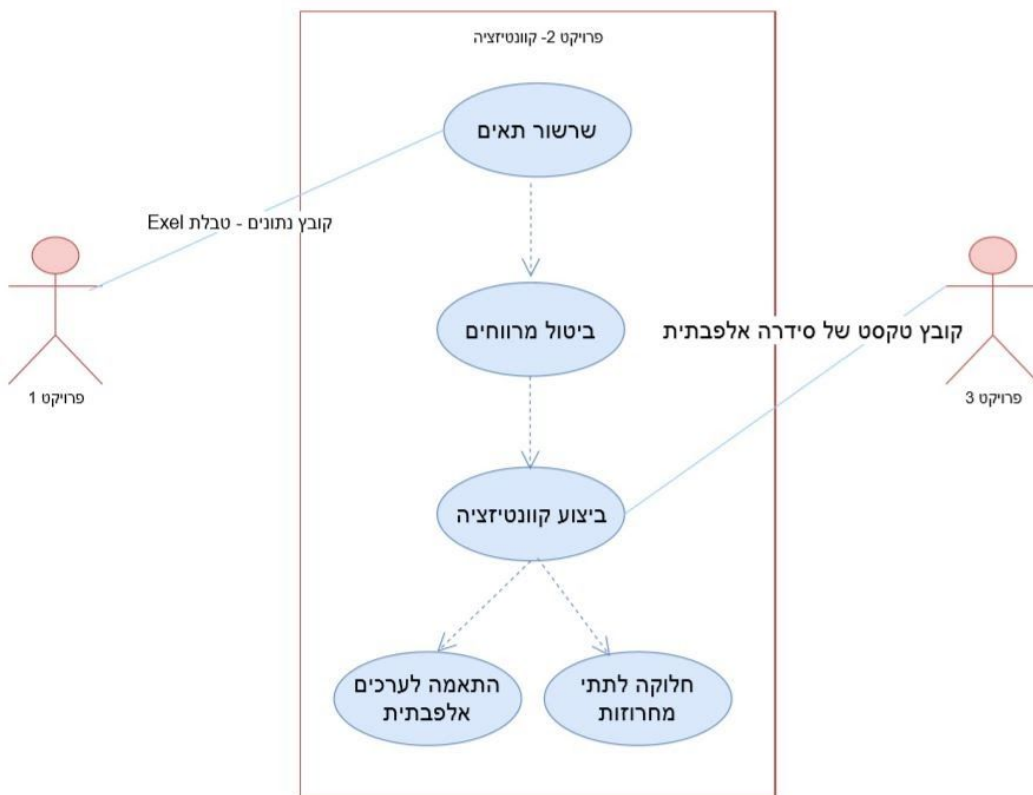 פרויקט 2- קוונטיזציה
שרשור תאים
קובץ נתונים - טבלת Exel
ביטול מרווחים
קובץ טקסט של סידרה אלפבתית
פרויקט 1
פרויקט 3
ביצוע קוונטיזציה
חלוקה לתתי
מחרוזות
התאמה לערכים
אלפבתית